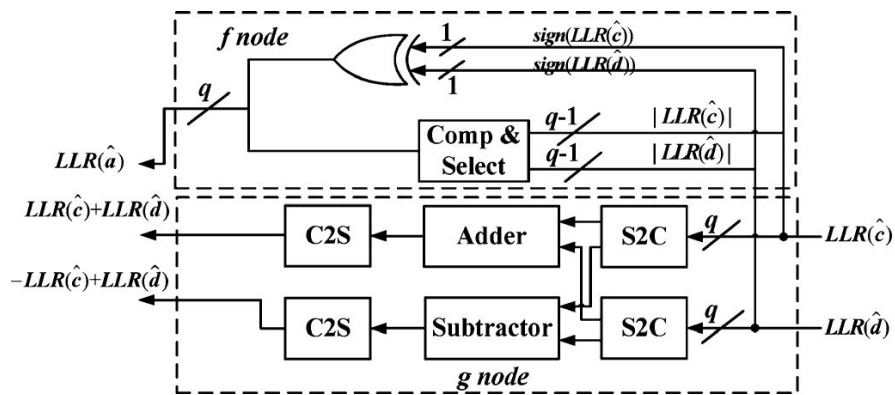 f node
1
sign(LLR(ĉ))
sign(LLR(d̂))
1
q
Comp &
Select
q-1
|LLR(ĉ)|
q-1
|LLR(d̂)|
LLR(â)
LLR(ĉ)+LLR(d̂)
C2S
Adder
S2C
q
LLR(ĉ)
−LLR(ĉ)+LLR(d̂)
C2S
Subtractor
S2C
q
LLR(d̂)
g node